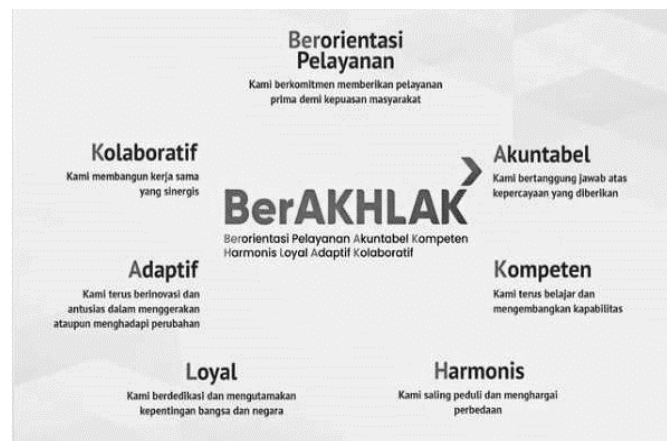 Berorientasi
Pelayanan
Kami berkomitmen memberikan pelayanan
prima demi kepuasan masyarakat
Kolaboratif
Kami membangun kerja sama
yang sinergis
Akuntabel
Kami bertanggung jawab atas
kepercayaan yang diberikan
BerAKHLAK
Berorientasi Pelayanan Akuntabel Kompeten
Harmonis Loyal Adaptif Kolaboratif
Adaptif
Kami terus berinovasi dan
antusias dalam menggerakan
ataupun menghadapi perubahan
Kompeten
Kami terus belajar dan
mengembangkan kapabilitas
Loyal
Kami berdedikasi dan mengutamakan
kepentingan bangsa dan negara
Harmonis
Kami saling peduli dan menghargai
perbedaan